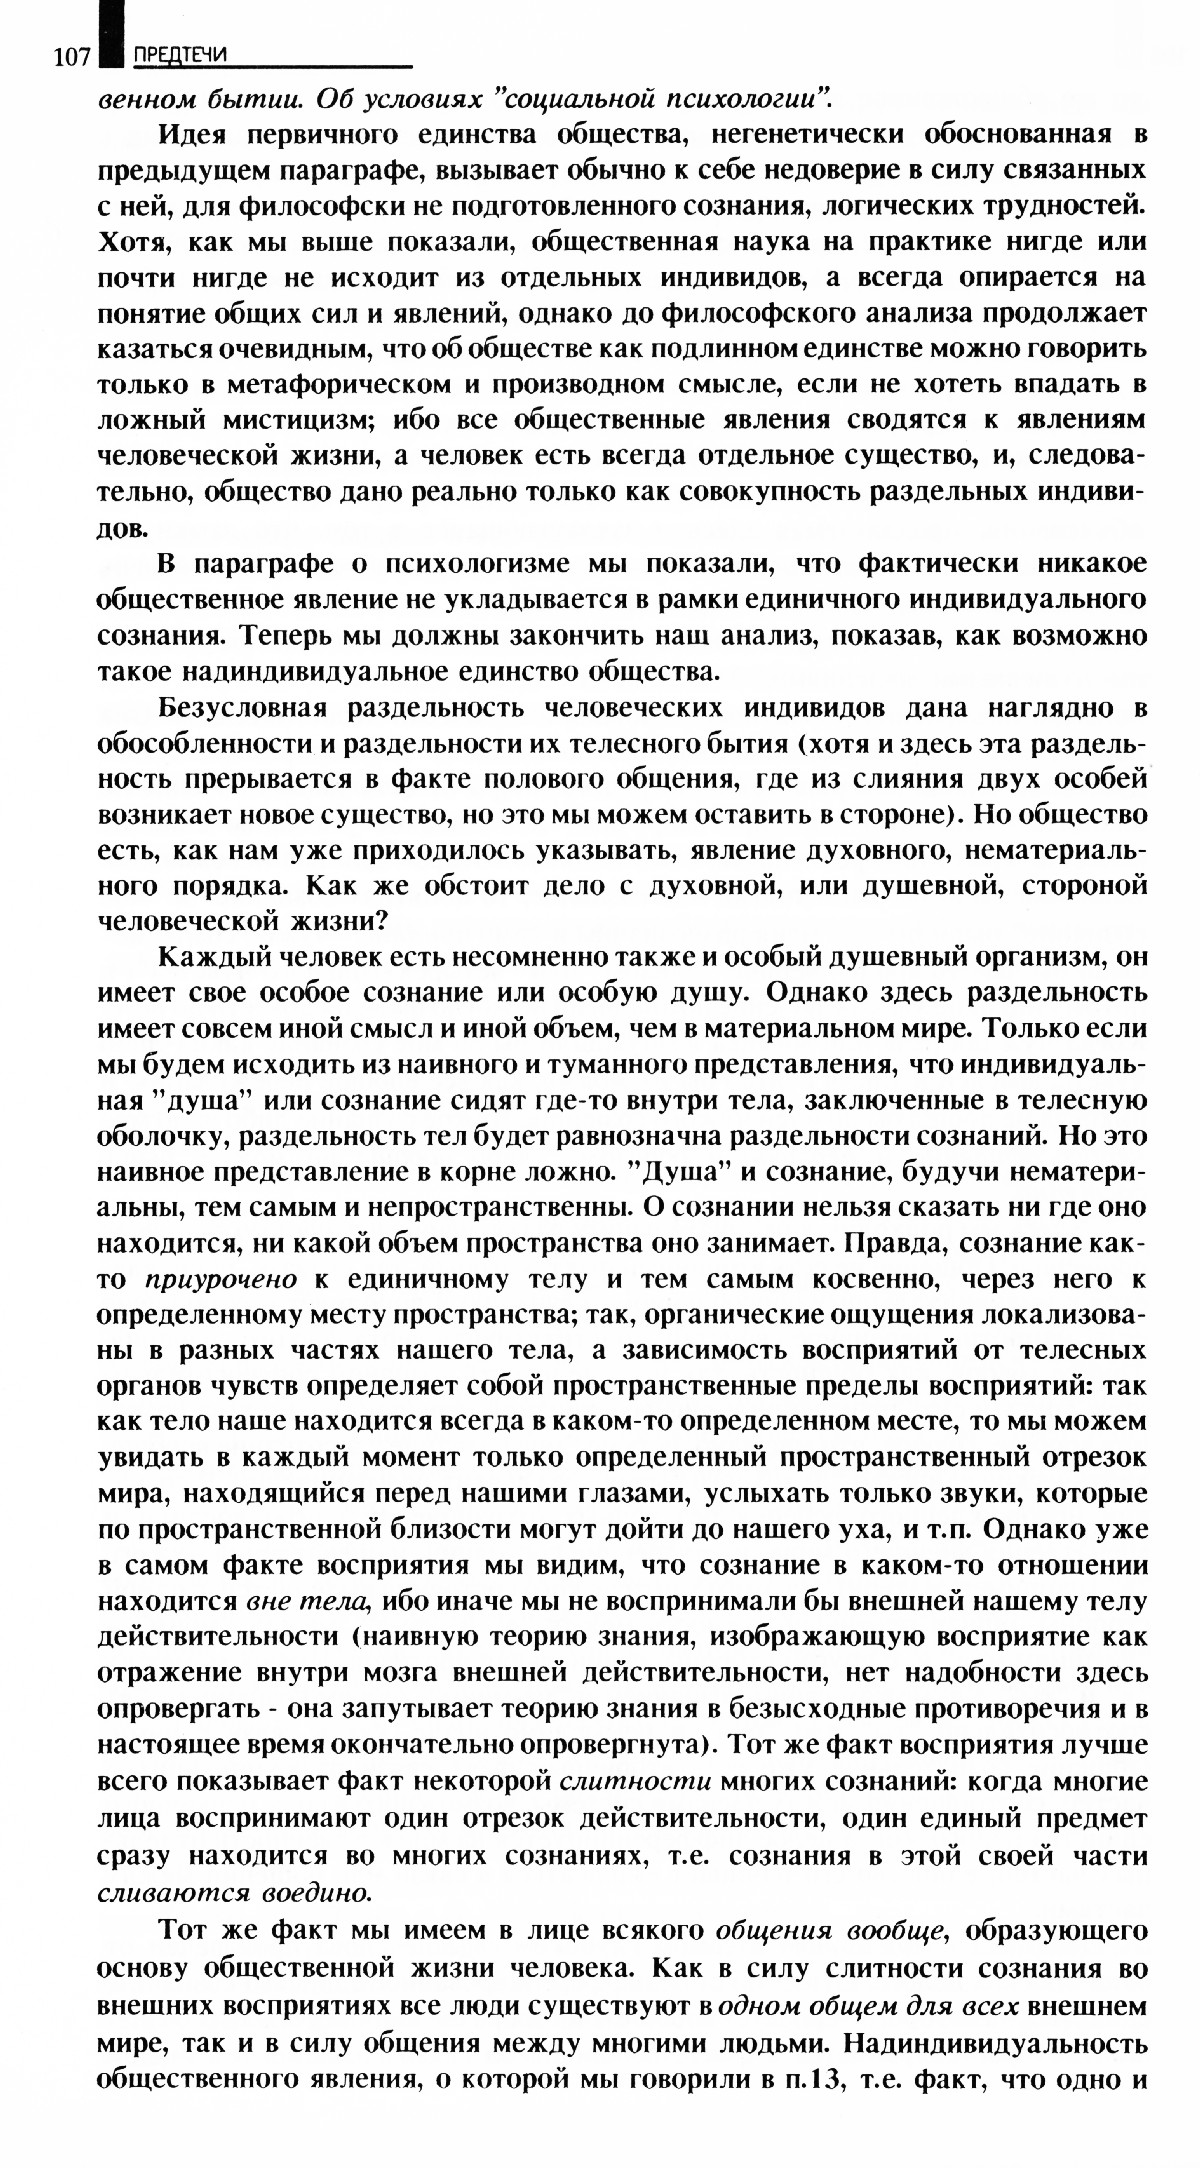 107 ПРЕДТЕЧИ
венном бытии. Об условиях ”социальной психологии”.
Идея первичного единства общества, негенетически обоснованная в
предыдущем параграфе, вызывает обычно к себе недоверие в силу связанных
с ней, для философски не подготовленного сознания, логических трудностей.
Хотя, как мы выше показали, общественная наука на практике нигде или
почти нигде не исходит из отдельных индивидов, а всегда опирается на
понятие общих сил и явлений, однако до философского анализа продолжает
казаться очевидным, что об обществе как подлинном единстве можно говорить
только в метафорическом и производном смысле, если не хотеть впадать в
ложный мистицизм; ибо все общественные явления сводятся к явлениям
человеческой жизни, а человек есть всегда отдельное существо, и, следова-
тельно, общество дано реально только как совокупность раздельных индиви-
дов.
В параграфе о психологизме мы показали, что фактически никакое
общественное явление не укладывается в рамки единичного индивидуального
сознания. Теперь мы должны закончить наш анализ, показав, как возможно
такое надиндивидуальное единство общества.
Безусловная раздельность человеческих индивидов дана наглядно в
обособленности и раздельности их телесного бытия (хотя и здесь эта раздель-
ность прерывается в факте полового общения, где из слияния двух особей
возникает новое существо, но это мы можем оставить в стороне). Но общество
есть, как нам уже приходилось указывать, явление духовного, нематериаль-
ного порядка. Как же обстоит дело с духовной, или душевной, стороной
человеческой жизни?
Каждый человек есть несомненно также и особый душевный организм, он
имеет свое особое сознание или особую душу. Однако здесь раздельность
имеет совсем иной смысл и иной объем, чем в материальном мире. Только если
мы будем исходить из наивного и туманного представления, что индивидуаль-
ная ”душа” или сознание сидят где-то внутри тела, заключенные в телесную
оболочку, раздельность тел будет равнозначна раздельности сознаний. Но это
наивное представление в корне ложно. ”Душа” и сознание, будучи нематери-
альны, тем самым и непространственны. О сознании нельзя сказать ни где оно
находится, ни какой объем пространства оно занимает. Правда, сознание как-
то приурочено к единичному телу и тем самым косвенно, через него к
определенному месту пространства; так, органические ощущения локализова-
ны в разных частях нашего тела, а зависимость восприятий от телесных
органов чувств определяет собой пространственные пределы восприятий: так
как тело наше находится всегда в каком-то определенном месте, то мы можем
увидать в каждый момент только определенный пространственный отрезок
мира, находящийся перед нашими глазами, услыхать только звуки, которые
по пространственной близости могут дойти до нашего уха, и т.п. Однако уже
в самом факте восприятия мы видим, что сознание в каком-то отношении
находится вне тела, ибо иначе мы не воспринимали бы внешней нашему телу
действительности (наивную теорию знания, изображающую восприятие как
отражение внутри мозга внешней действительности, нет надобности здесь
опровергать - она запутывает теорию знания в безысходные противоречия и в
настоящее время окончательно опровергнута). Тот же факт восприятия лучше
всего показывает факт некоторой слитности многих сознаний: когда многие
лица воспринимают один отрезок действительности, один единый предмет
сразу находится во многих сознаниях, т.е. сознания в этой своей части
сливаются воедино.
Тот же факт мы имеем в лице всякого общения вообще, образующего
основу общественной жизни человека. Как в силу слитности сознания во
внешних восприятиях все люди существуют в одном общем для всех внешнем
мире, так и в силу общения между многими людьми. Надиндивидуальность
общественного явления, о которой мы говорили в п.13, т.е. факт, что одно и